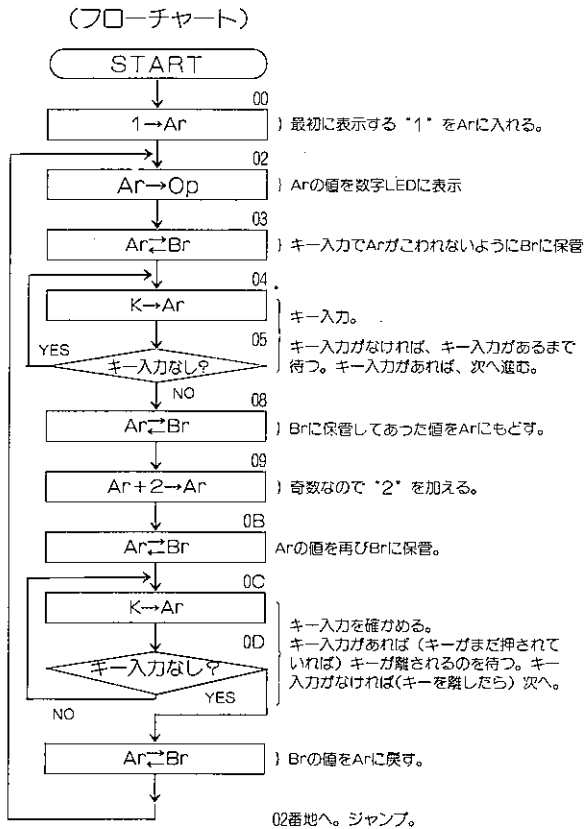 (フローチャート)
START
00
1→Ar
} 最初に表示する "1" をArに入れる。
02
Ar→Op
} Arの値を数字LEDに表示
03
Ar⇄Br
} キー入力でArがこわれないようにBrに保管
04
K→Ar
キー入力。
05
YES
キー入力なし?
キー入力がなければ、キー入力があるまで
待つ。キー入力があれば、次へ進む。
NO
08
Ar⇄Br
} Brに保管してあった値をArにもどす。
09
Ar+2→Ar
} 奇数なので "2" を加える。
0B
Ar⇄Br
Arの値を再びBrに保管。
0C
K→Ar
キー入力を確かめる。
0D
キー入力があれば(キーがまだ押されて
キー入力なし?
いれば)キーが離されるのを待つ。キー
入力がなければ(キーを離したら)次へ。
YES
NO
Ar⇄Br
} Brの値をArに戻す。
02番地へ。ジャンプ。